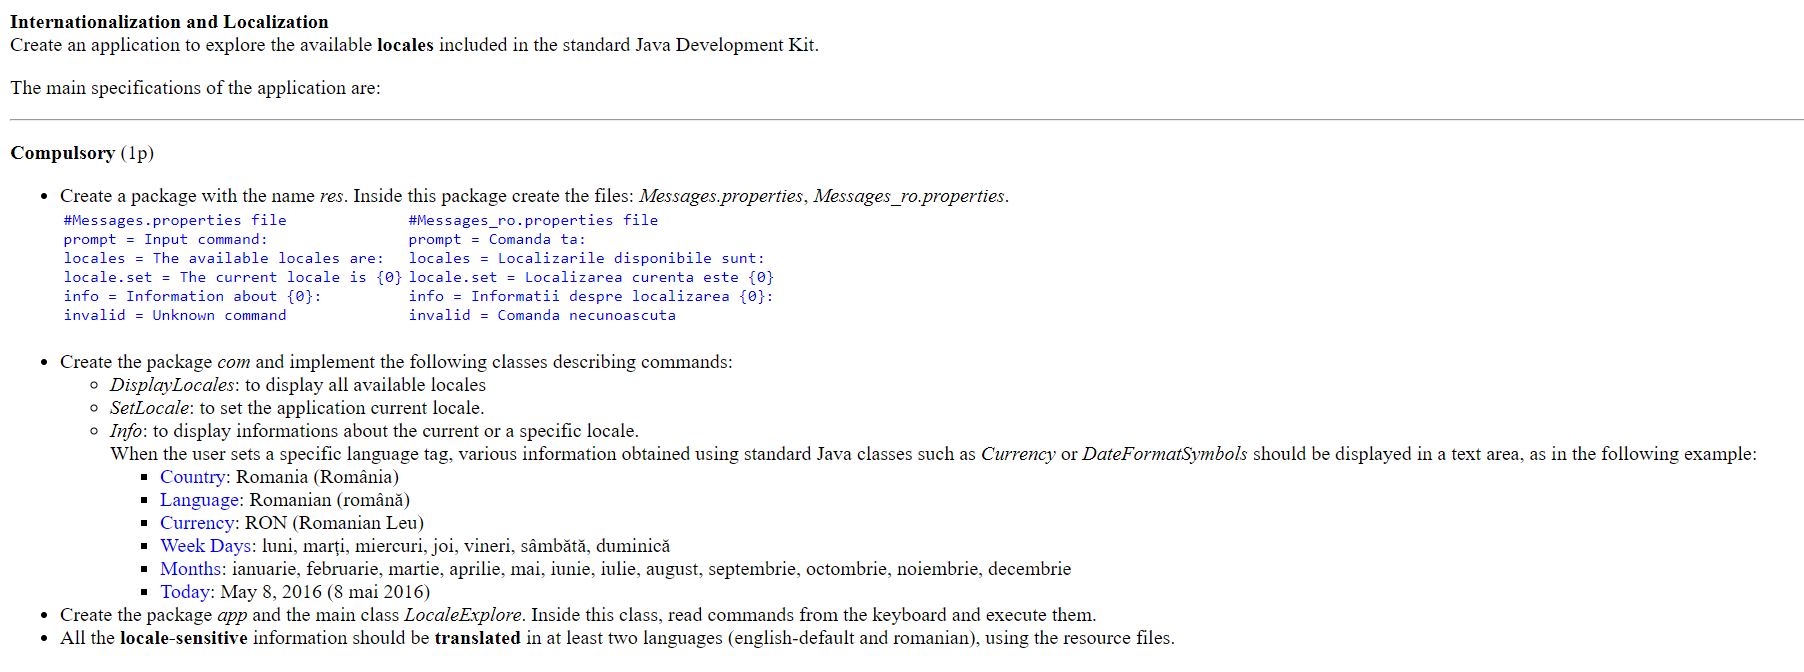 Internationalization and Localization
Create an application to explore the available locales included in the standard Java Development Kit.
The main specifications of the application are:
Compulsory (1p)
• Create a package with the name res. Inside this package create the files: Messages.properties, Messages_ro.properties.
#Messages.properties file #Messages_ro.properties file
prompt = Input command: prompt = Comanda ta:
locales = The available locales are: locales = Localizarile disponibile sunt:
locale.set = The current locale is {0} locale.set = Localizarea curenta este {0}
info = Information about {0}: info = Informatii despre localizarea {0}:
invalid = Unknown command invalid = Comanda necunoascuta
• Create the package com and implement the following classes describing commands:
◦ DisplayLocales: to display all available locales
◦ SetLocale: to set the application current locale.
◦ Info: to display informations about the current or a specific locale.
When the user sets a specific language tag, various information obtained using standard Java classes such as Currency or DateFormatSymbols should be displayed in a text area, as in the following example:
▪ Country: Romania (România)
▪ Language: Romanian (română)
▪ Currency: RON (Romanian Leu)
▪ Week Days: luni, marţi, miercuri, joi, vineri, sâmbătă, duminică
▪ Months: ianuarie, februarie, martie, aprilie, mai, iunie, iulie, august, septembrie, octombrie, noiembrie, decembrie
▪ Today: May 8, 2016 (8 mai 2016)
• Create the package app and the main class LocaleExplore. Inside this class, read commands from the keyboard and execute them.
• All the locale-sensitive information should be translated in at least two languages (english-default and romanian), using the resource files.